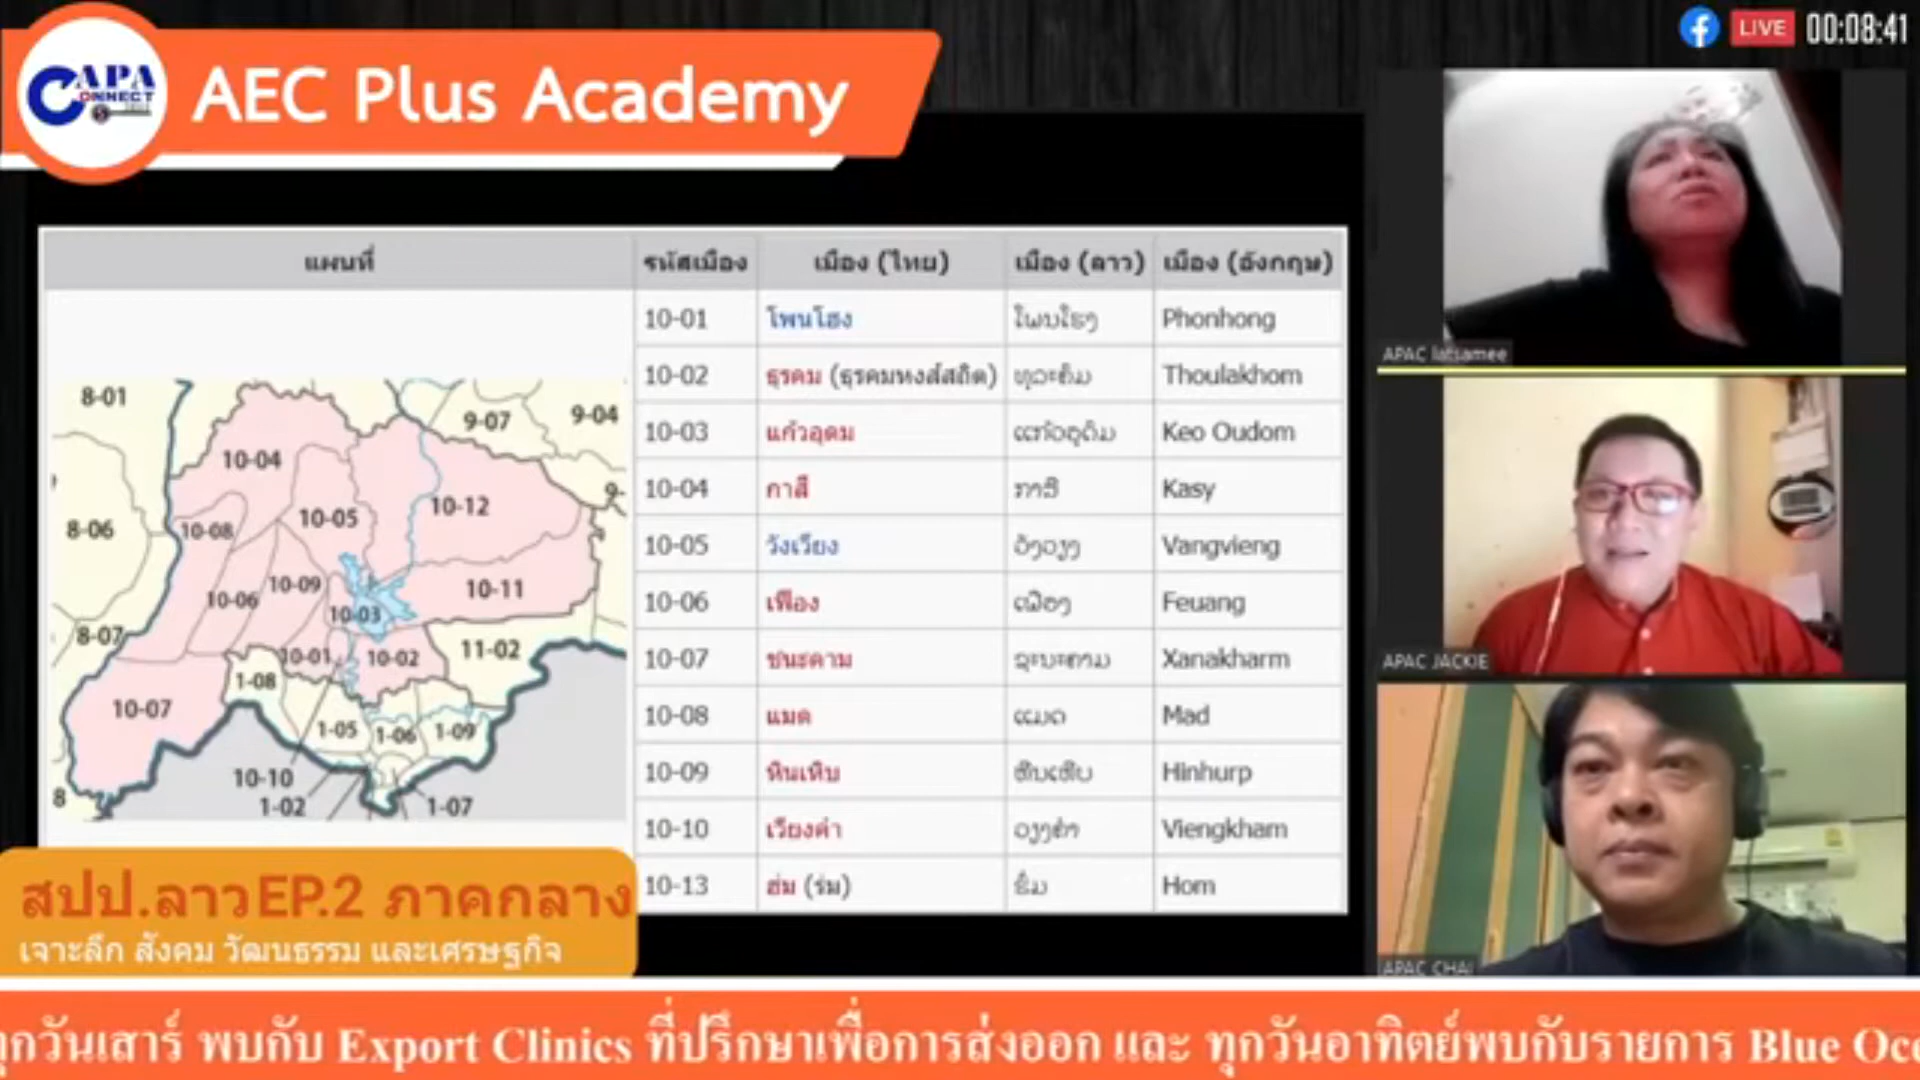 CAPA
CONNECT
AEC Plus Academy
LIVE 00:08:41
แผนที่ รหัสเมือง เมือง (ไทย) เมือง (ลาว) เมือง (อังกฤษ)
10-01 โพนโฮง ໂພນໂຮງ Phonhong
10-02 ธุรคม (ธุรคมหงส์สถิต) ທຸລະຄົມ Thoulakhom
10-03 แก้วอุดม ແກ້ວອຸດົມ Keo Oudom
10-04 กาสี ກາສີ Kasy
10-05 วังเวียง ວັງວຽງ Vangvieng
10-06 เฟือง ເຟືອງ Feuang
10-07 ชนะคาม ຊະນະຄາມ Xanakharm
10-08 แมด ແມດ Mad
10-09 หินเหิบ ຫີນເຫີບ Hinhurp
10-10 เวียงคำ ວຽງຄຳ Viengkham
10-13 ฮ่ม (ร่ม) ຮົ່ມ Hom
8-01
9-07
9-04
10-04
9-
10-12
8-06
10-08
10-05
10-09
10-11
10-06
10-03
8-07
10-01
10-02
11-02
1-08
10-07
1-05
1-06
1-09
10-10
8
1-02
1-07
APAC latsamee
APAC JACKIE
APAC CHAI
สปป.ลาว EP.2 ภาคกลาง
เจาะลึก สังคม วัฒนธรรม และเศรษฐกิจ
ทุกวันเสาร์ พบกับ Export Clinics ที่ปรึกษาเพื่อการส่งออก และ ทุกวันอาทิตย์พบกับรายการ Blue Oce